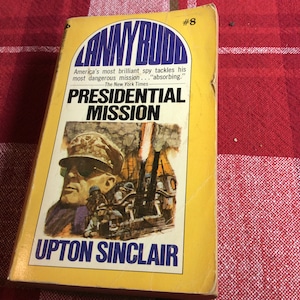 #8
LANNY BUDD
America's most brilliant spy tackles his
most dangerous mission..."absorbing."
The New York Times
PRESIDENTIAL
MISSION
UPTON SINCLAIR